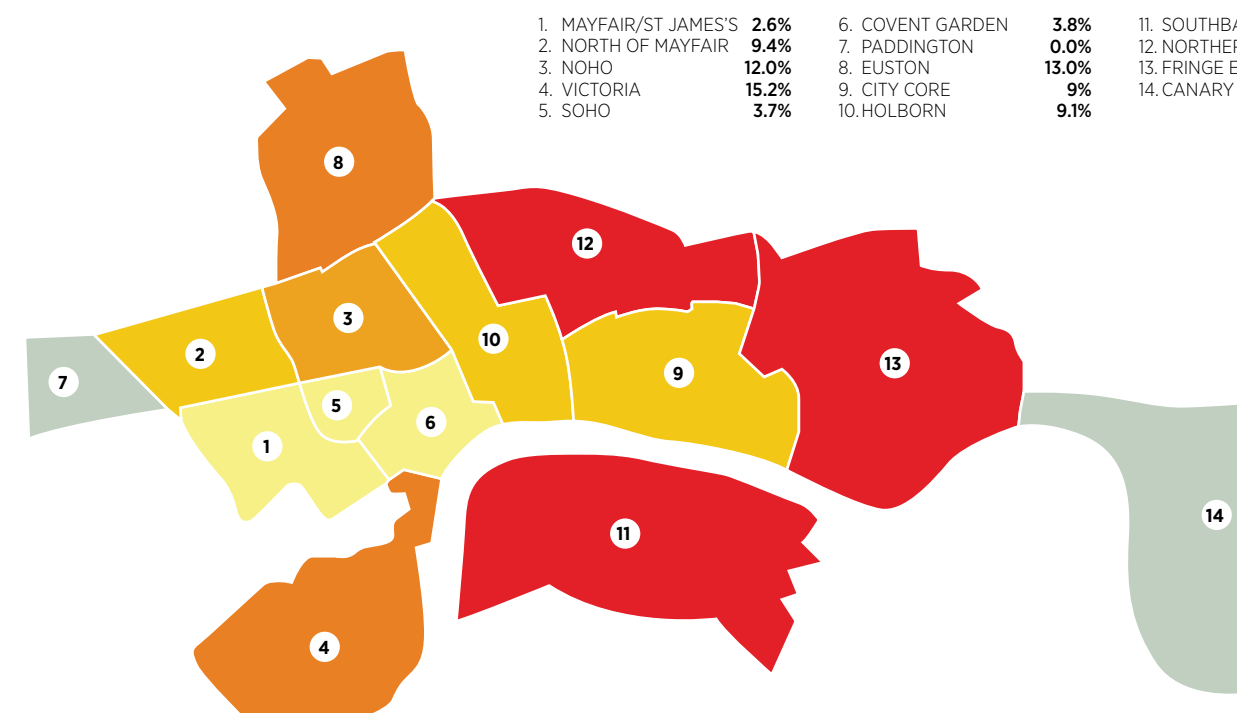 1. MAYFAIR/ST JAMES'S 2.6%
2. NORTH OF MAYFAIR 9.4%
3. NOHO 12.0%
4. VICTORIA 15.2%
5. SOHO 3.7%
6. COVENT GARDEN 3.8%
7. PADDINGTON 0.0%
8. EUSTON 13.0%
9. CITY CORE 9%
10. HOLBORN 9.1%
11.
12.
13. FRINGE
14. CANARY
8
12
3
10
2
13
9
7
5
6
1
14
11
4